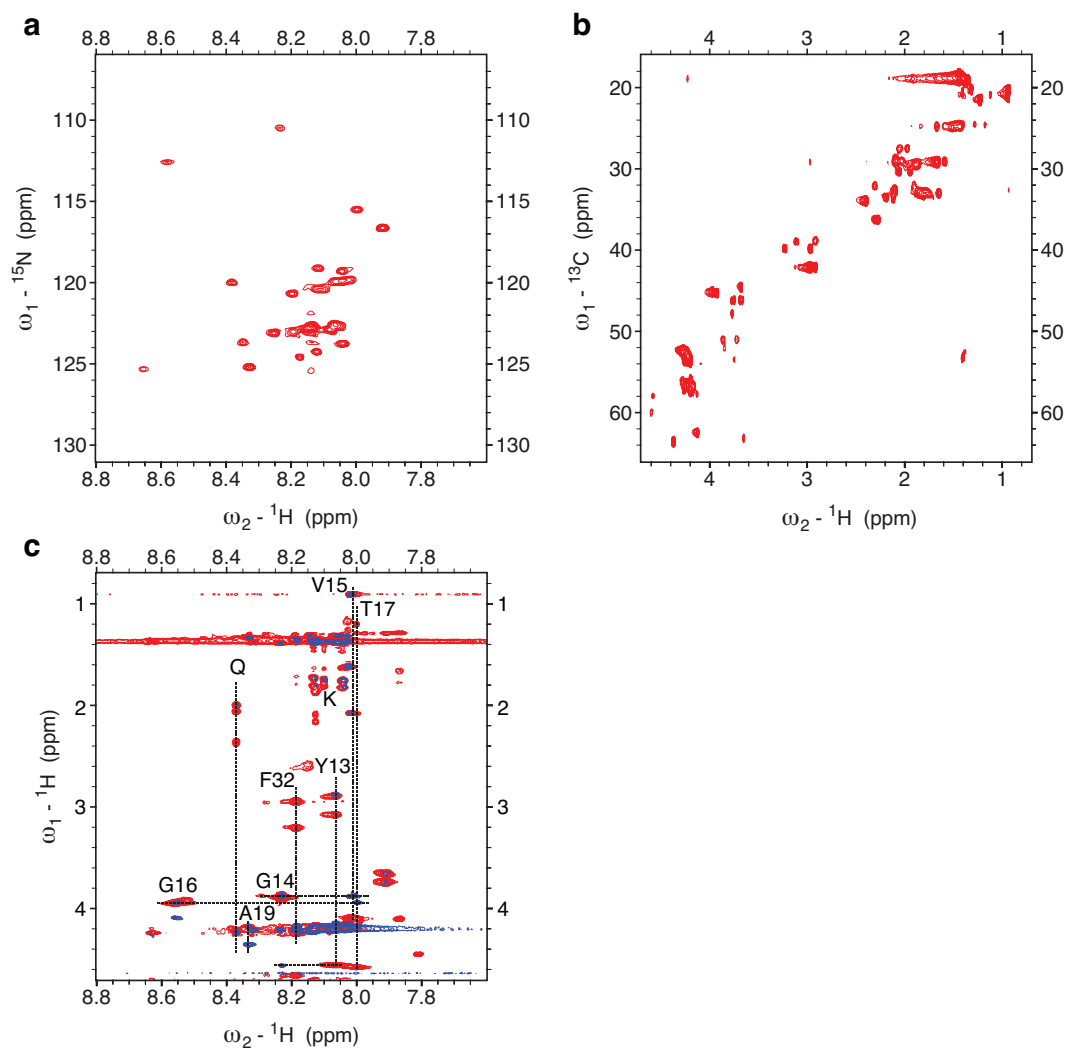 a
b
8.8 8.6 8.4 8.2 8.0 7.8
4 3 2 1
110 110
115 115
120 120
125 125
130 130
ω1 - 15N (ppm)
8.8 8.6 8.4 8.2 8.0 7.8
ω2 - 1H (ppm)
20 20
30 30
40 40
50 50
60 60
ω1 - 13C (ppm)
4 3 2 1
ω2 - 1H (ppm)
c
8.8 8.6 8.4 8.2 8.0 7.8
V15
T17
Q
K
Y13
F32
G16
G14
A19
1 1
2 2
3 3
4 4
ω1 - 1H (ppm)
8.8 8.6 8.4 8.2 8.0 7.8
ω2 - 1H (ppm)